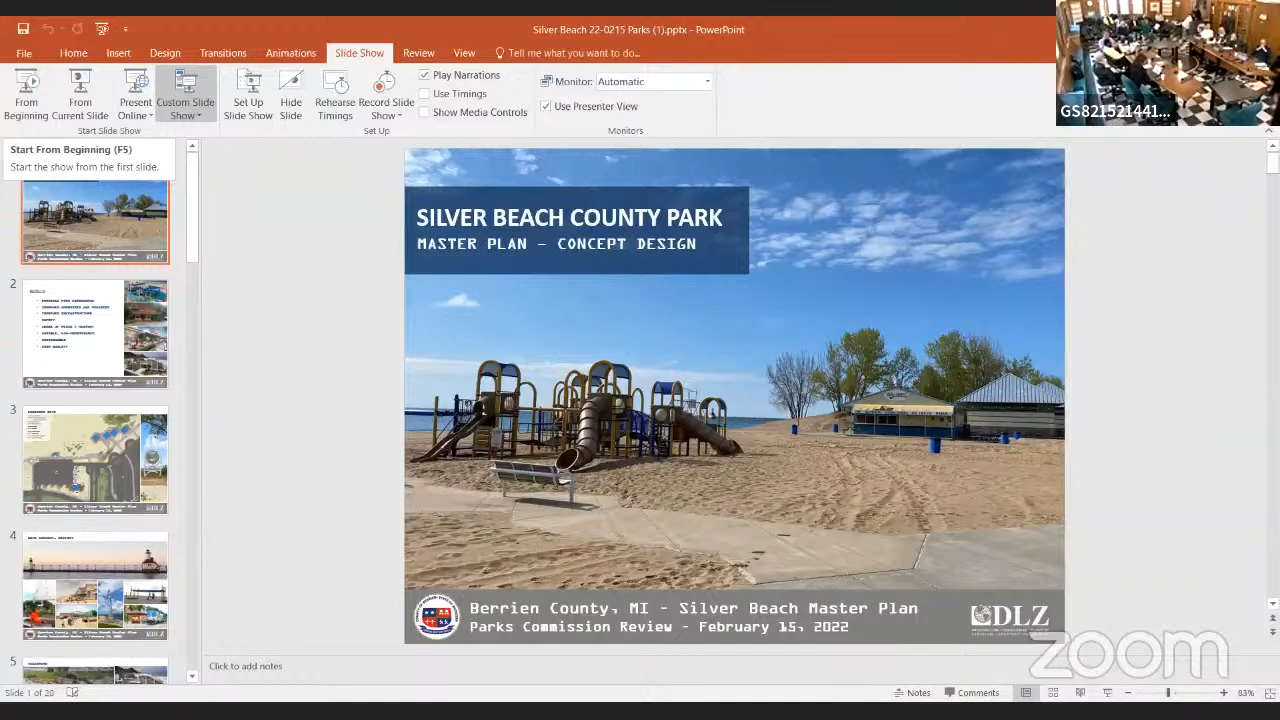 Silver Beach 22-0215 Parks (1).pptx - PowerPoint
File Home Insert Design Transitions Animations Slide Show Review View Tell me what you want to do...
From Beginning
From Current Slide
Present Online
Custom Slide Show
Set Up Slide Show
Hide Slide
Rehearse Timings
Record Slide Show
Play Narrations
Use Timings
Show Media Controls
Monitor: Automatic
Use Presenter View
Start Slide Show
Set Up
Monitors
GS821521441...
Start From Beginning (F5)
Start the show from the first slide.
2
3
4
5
SILVER BEACH COUNTY PARK
MASTER PLAN - CONCEPT DESIGN
Berrien County, MI - Silver Beach Master Plan
Parks Commission Review - February 15, 2022
DLZ
zoom
Click to add notes
Slide 1 of 20
Notes
Comments
83%